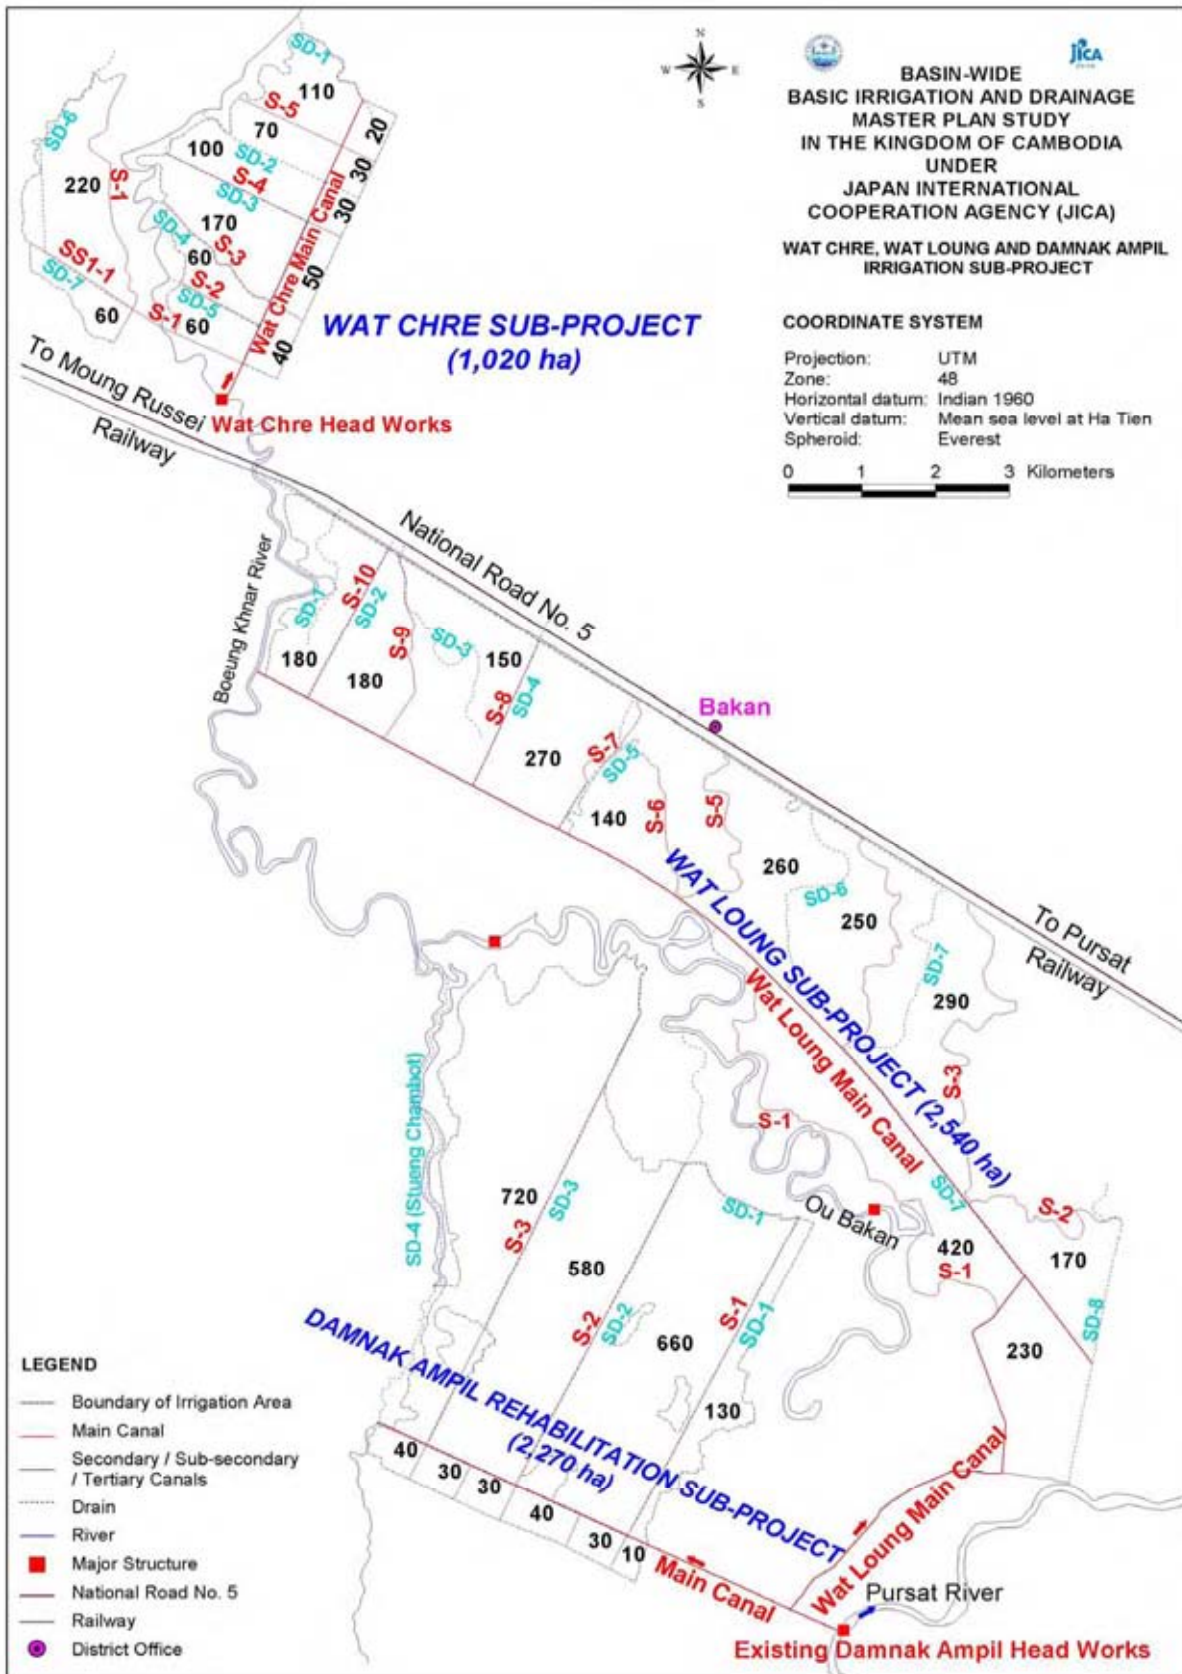 N
W E
S
JICA
BASIN-WIDE
BASIC IRRIGATION AND DRAINAGE
MASTER PLAN STUDY
IN THE KINGDOM OF CAMBODIA
UNDER
JAPAN INTERNATIONAL
COOPERATION AGENCY (JICA)
WAT CHRE, WAT LOUNG AND DAMNAK AMPIL
IRRIGATION SUB-PROJECT
COORDINATE SYSTEM
Projection: UTM
Zone: 48
Horizontal datum: Indian 1960
Vertical datum: Mean sea level at Ha Tien
Spheroid: Everest
0 1 2 3 Kilometers
SD-1
110
S-5
70
20
SD-6
100
SD-2
S-4
30
220
S-1
SD-3
30
170
SD-4
S-3
60
50
SS1-1
SD-7
S-2
SD-5
60
S-1
60
40
Wat Chre Main Canal
WAT CHRE SUB-PROJECT
(1,020 ha)
To Moung Russei
Railway
Wat Chre Head Works
National Road No. 5
Boeung Khnar River
SD-1
S-10
SD-2
S-9
SD-3
180
180
150
S-8
SD-4
270
S-7
SD-5
140
S-6
S-5
Bakan
260
SD-6
250
SD-7
290
To Pursat
Railway
WAT LOUNG SUB-PROJECT (2,540 ha)
Wat Loung Main Canal
S-3
S-1
SD-7
Ou Bakan
S-2
420
S-1
170
SD-8
230
SD-4 (Stueng Chambot)
720
SD-3
S-3
SD-1
580
S-2
SD-2
S-1
SD-1
660
130
DAMNAK AMPIL REHABILITATION SUB-PROJECT
(2,270 ha)
40
30
30
40
30
10
Main Canal
Wat Loung Main Canal
Pursat River
Existing Damnak Ampil Head Works
LEGEND
Boundary of Irrigation Area
Main Canal
Secondary / Sub-secondary
/ Tertiary Canals
Drain
River
Major Structure
National Road No. 5
Railway
District Office